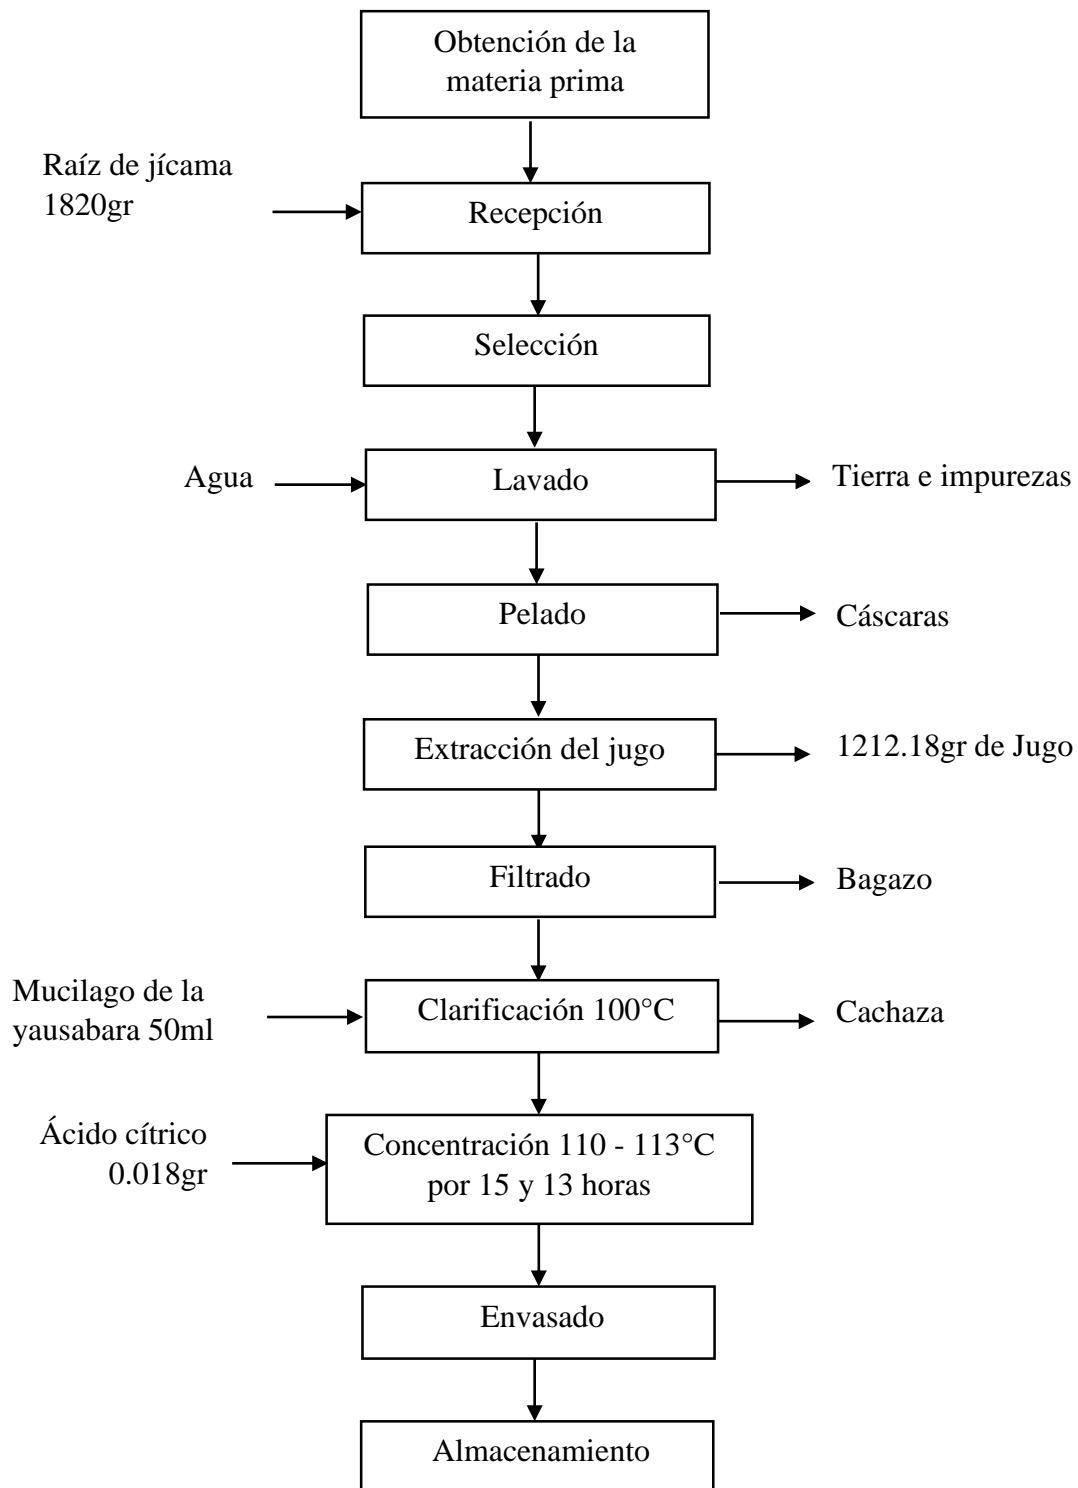 Obtención de la
materia prima
Raíz de jícama
1820gr
Recepción
Selección
Agua
Lavado
Tierra e impurezas
Pelado
Cáscaras
Extracción del jugo
1212.18gr de Jugo
Filtrado
Bagazo
Mucilago de la
yausabara 50ml
Clarificación 100°C
Cachaza
Ácido cítrico
0.018gr
Concentración 110 - 113°C
por 15 y 13 horas
Envasado
Almacenamiento